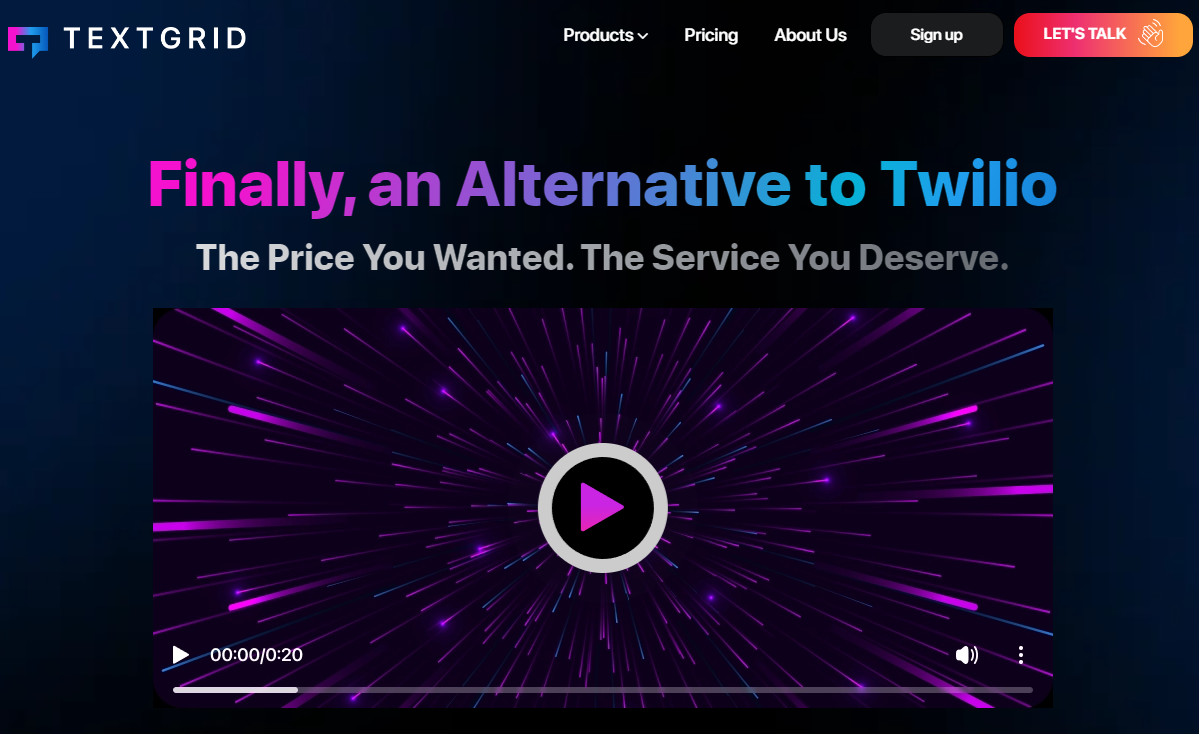 TEXTGRID
Products
Pricing
About Us
Sign up
LET'S TALK
Finally, an Alternative to Twilio
The Price You Wanted. The Service You Deserve.
00:00/0:20